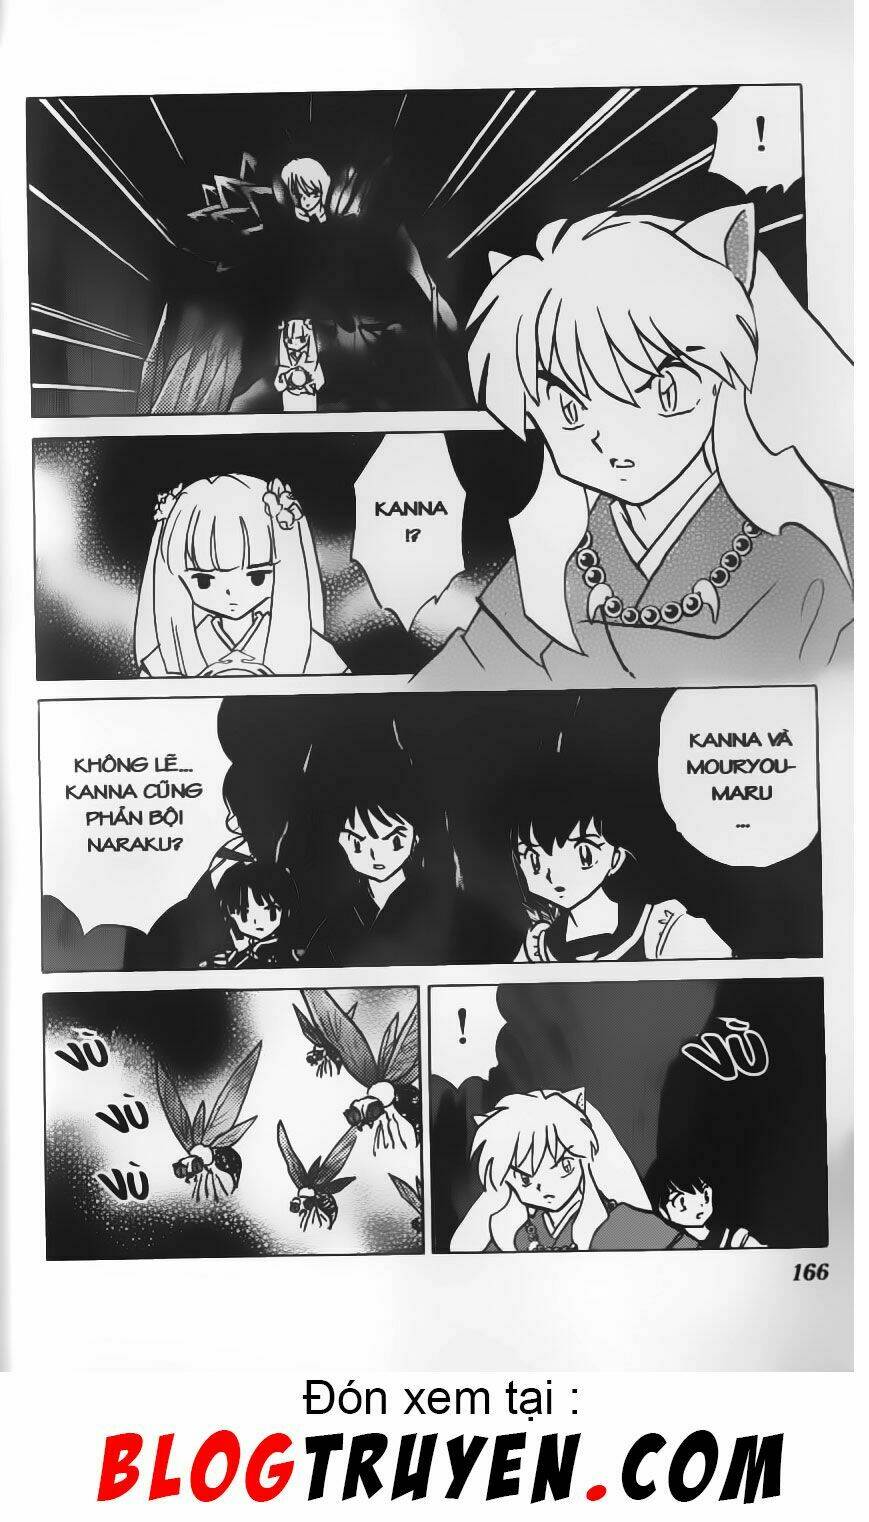 !
KANNA
!?
KANNA VÀ
MOURYOU-
MARU
...
KHÔNG LẼ...
KANNA CŨNG
PHẢN BỘI
NARAKU?
VÙ
!
VÙ
VÙ
VÙ
166
Đón xem tại :
BLOGTRUYEN.COM